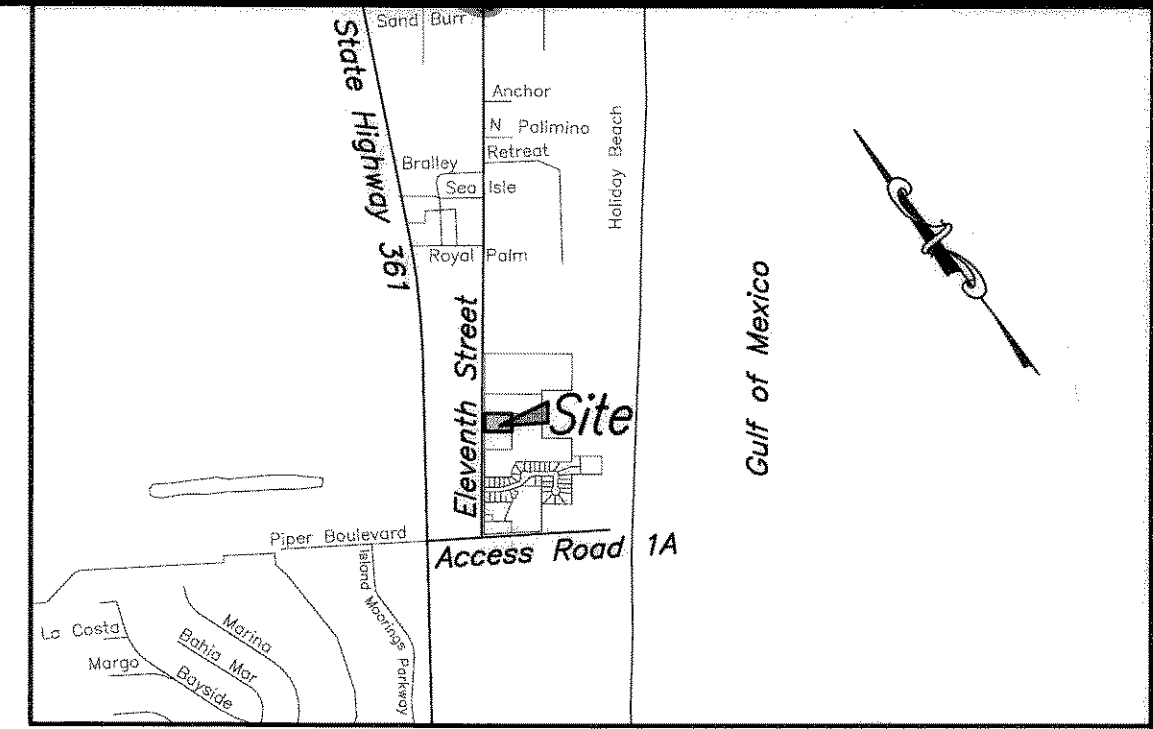 Sand Burr
State Highway 361
Anchor
N Palimino
Retreat
Bralley
Sea Isle
Holiday Beach
Royal Palm
Eleventh Street
Gulf of Mexico
Site
Piper Boulevard
Access Road 1A
Island Moorings Parkway
La Costa
Marina
Bahia Mar
Margo
Bayside